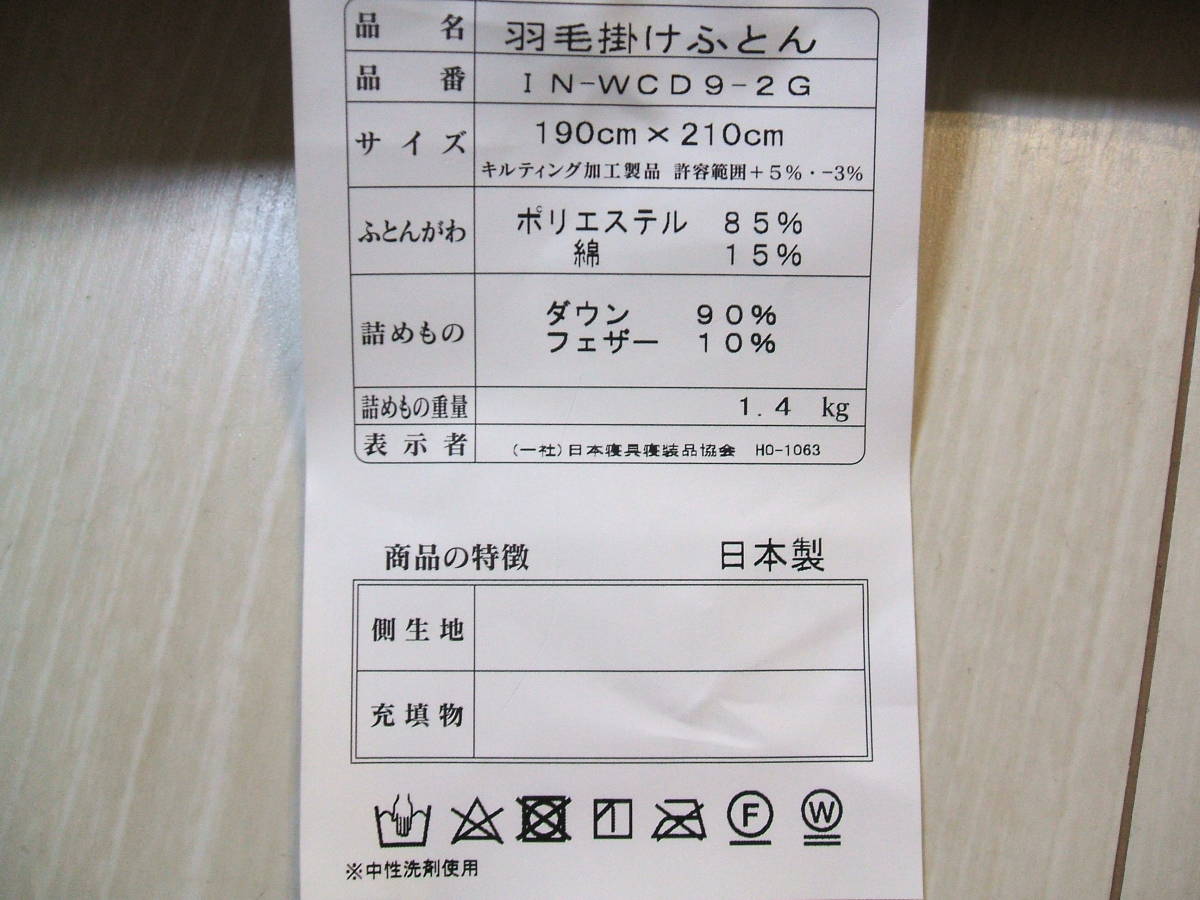 品名 羽毛掛けふとん
品番 IN-WCD9-2G
サイズ 190cm×210cm
キルティング加工製品 許容範囲+5%・-3%
ふとんがわ ポリエステル 85%
綿 15%
詰めもの ダウン 90%
フェザー 10%
詰めもの重量 1.4 kg
表示者 (一社)日本寝具寝装品協会 HO-1063
商品の特徴 日本製
側生地
充填物
F W
※中性洗剤使用